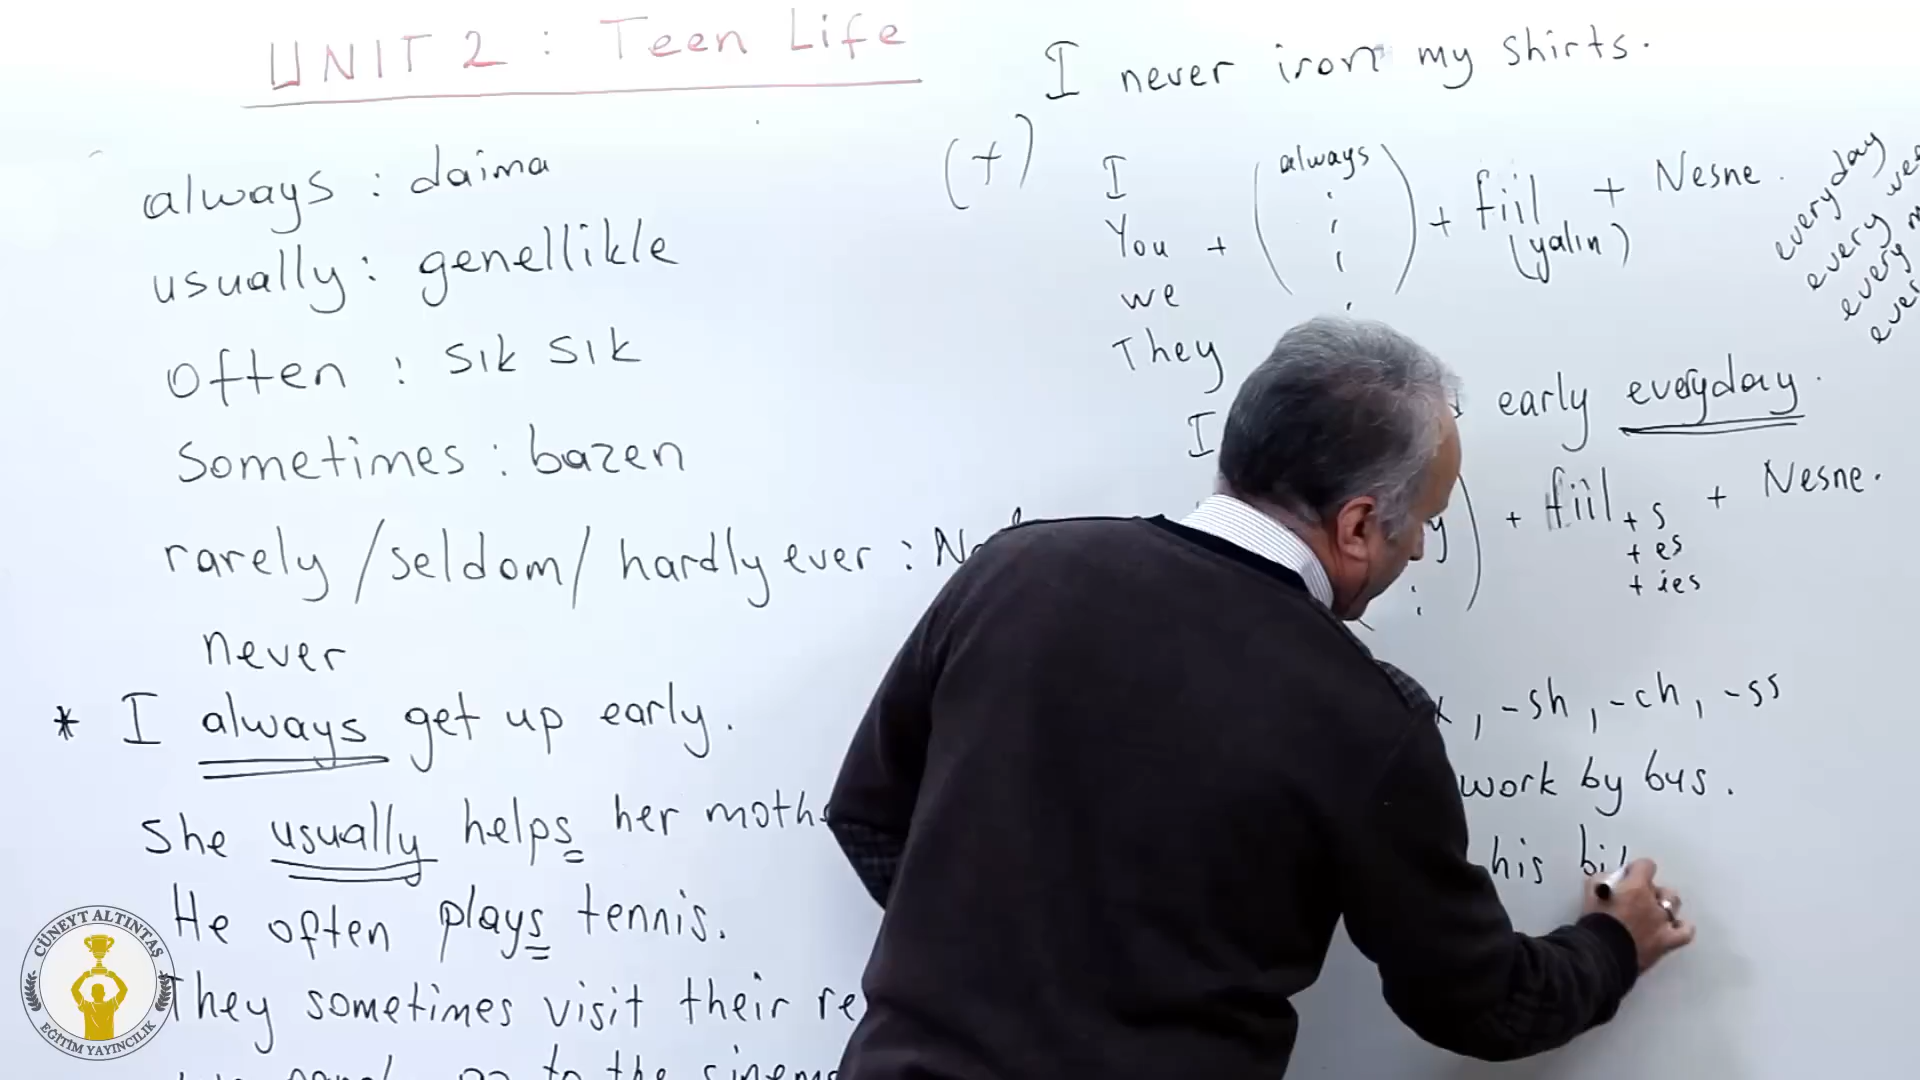 UNIT 2 : Teen Life
always : daima
usually : genellikle
often : sık sık
sometimes : bazen
rarely / seldom / hardly ever :
never
* I always get up early.
She usually helps her
He often plays tennis.
They sometimes visit their
to the
I never iron my shirts.
(+)
I
You +
we
They
always
+ fiil + Nesne.
(yalın)
everyday
every
every
I
early everyday.
+ fiil + s + Nesne.
+ es
+ ies
, -sh, -ch, -ss
work by bus.
his
CÜNEYT ALTINTAŞ
EĞİTİM YAYINCILIK